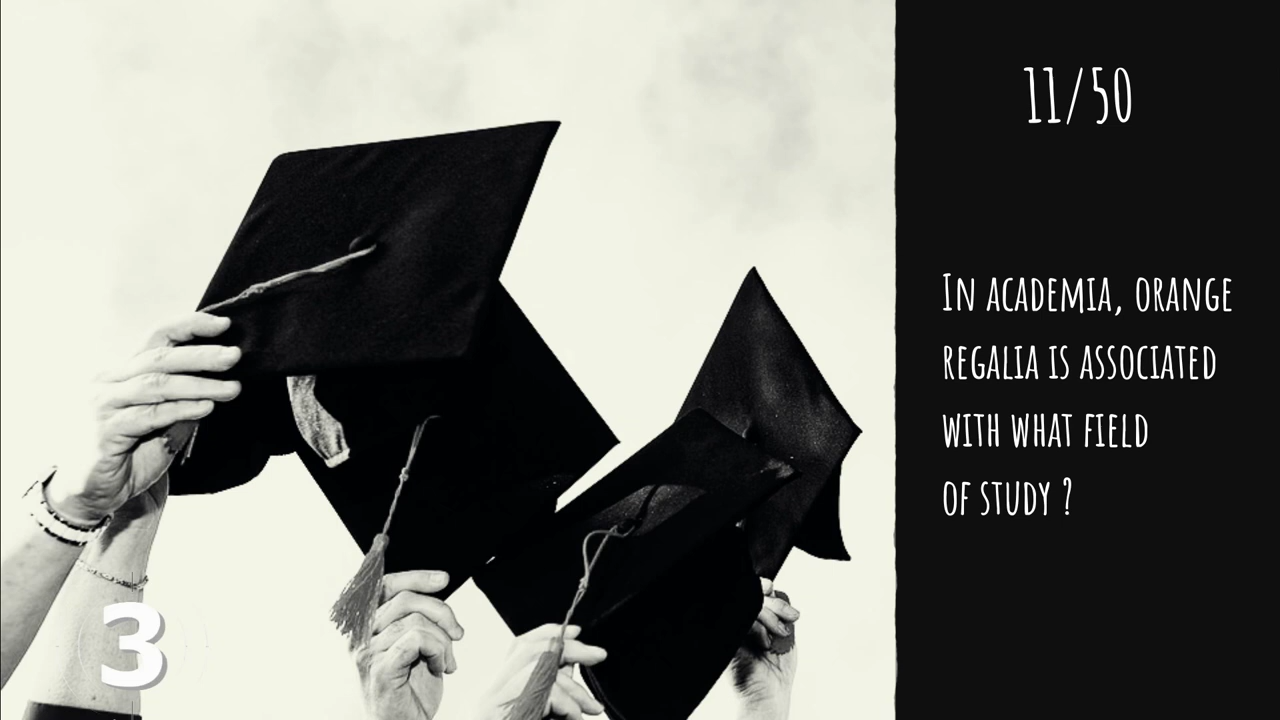 11/50
In academia, orange
regalia is associated
with what field
of study ?
3